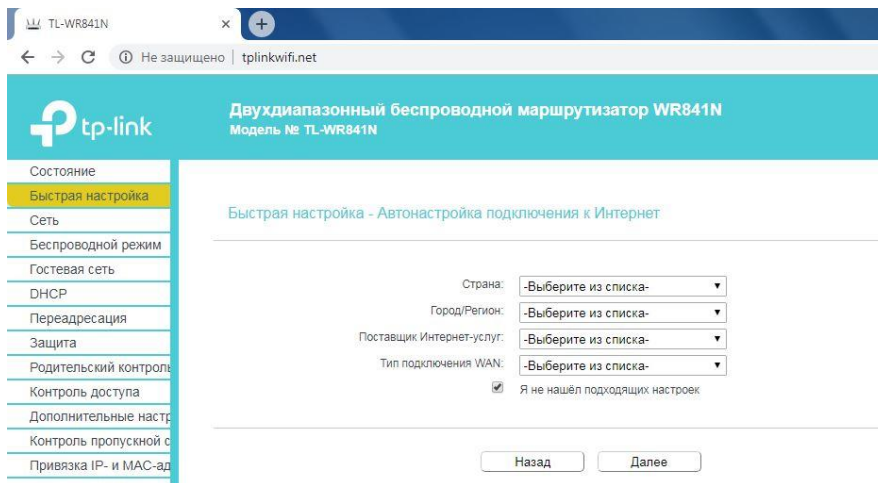 TL-WR841N
Не защищено | tplinkwifi.net
tp-link
Двухдиапазонный беспроводной маршрутизатор WR841N
Модель № TL-WR841N
Состояние
Быстрая настройка
Сеть
Беспроводной режим
Гостевая сеть
DHCP
Переадресация
Защита
Родительский контроль
Контроль доступа
Дополнительные настр
Контроль пропускной с
Привязка IP- и MAC-ад
Быстрая настройка - Автонастройка подключения к Интернет
Страна: -Выберите из списка-
Город/Регион: -Выберите из списка-
Поставщик Интернет-услуг: -Выберите из списка-
Тип подключения WAN: -Выберите из списка-
Я не нашёл подходящих настроек
Назад Далее